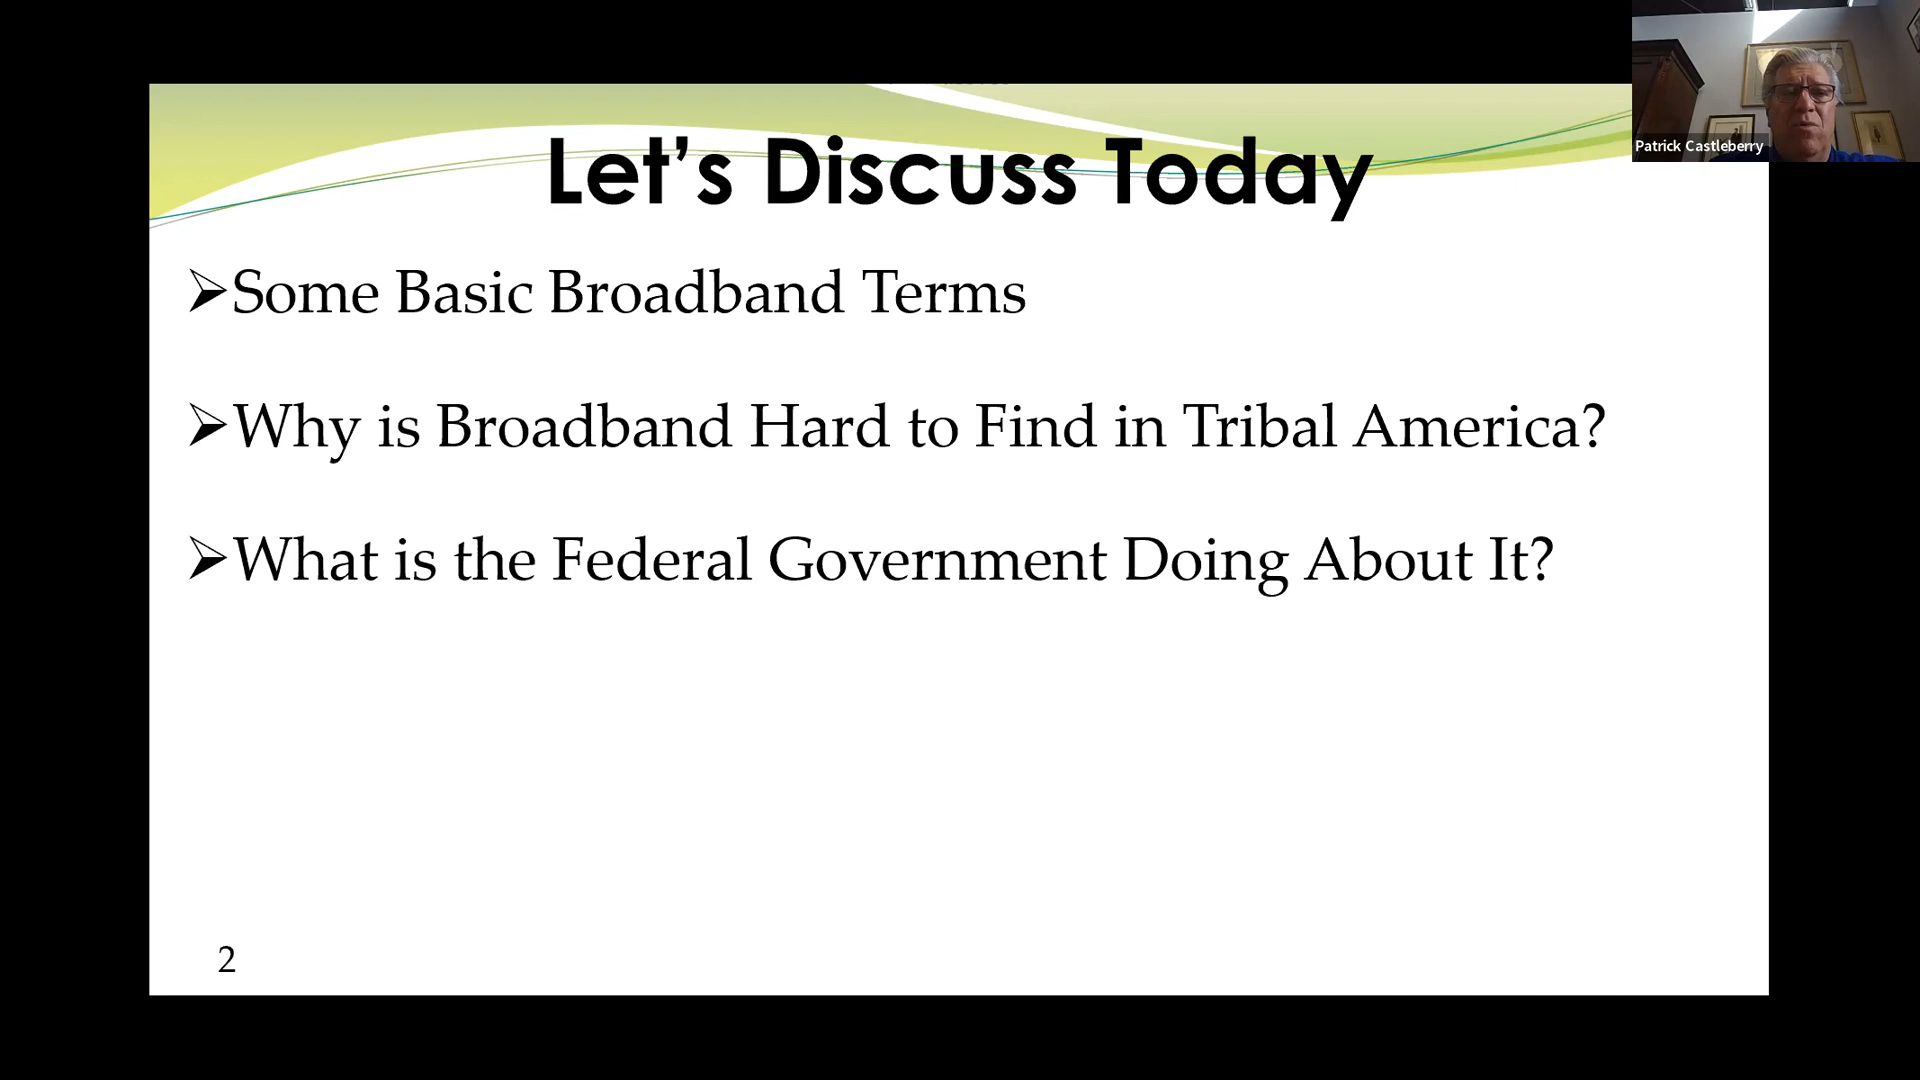 Let’s Discuss Today
Patrick Castleberry
➢Some Basic Broadband Terms
➢Why is Broadband Hard to Find in Tribal America?
➢What is the Federal Government Doing About It?
2